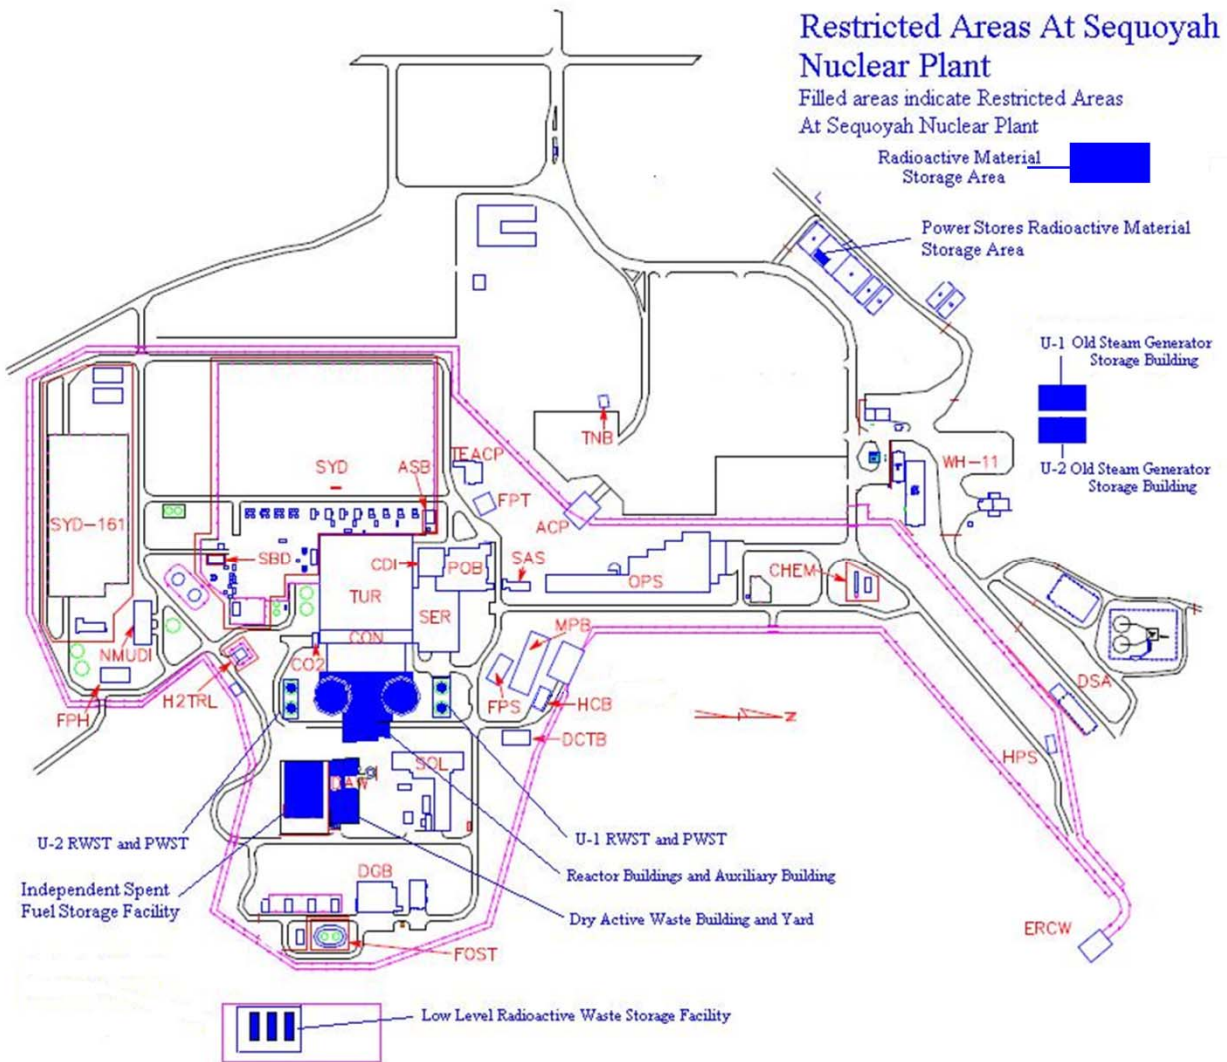 Restricted Areas At Sequoyah
Nuclear Plant
Filled areas indicate Restricted Areas
At Sequoyah Nuclear Plant
Radioactive Material
Storage Area
Power Stores Radioactive Material
Storage Area
U-1 Old Steam Generator
Storage Building
U-2 Old Steam Generator
Storage Building
TNB
SYD
ASB
TEACP
FPT
ACP
WH-11
SYD-161
SBD
CDI
POB
SAS
OPS
CHEM
TUR
SER
CON
MPB
NMUDI
CO2
H2TRL
FPH
FPS
HCB
DCTB
N
DSA
HPS
SOL
DAW
U-2 RWST and PWST
U-1 RWST and PWST
Independent Spent
Fuel Storage Facility
Reactor Buildings and Auxiliary Building
DGB
Dry Active Waste Building and Yard
FOST
ERCW
Low Level Radioactive Waste Storage Facility